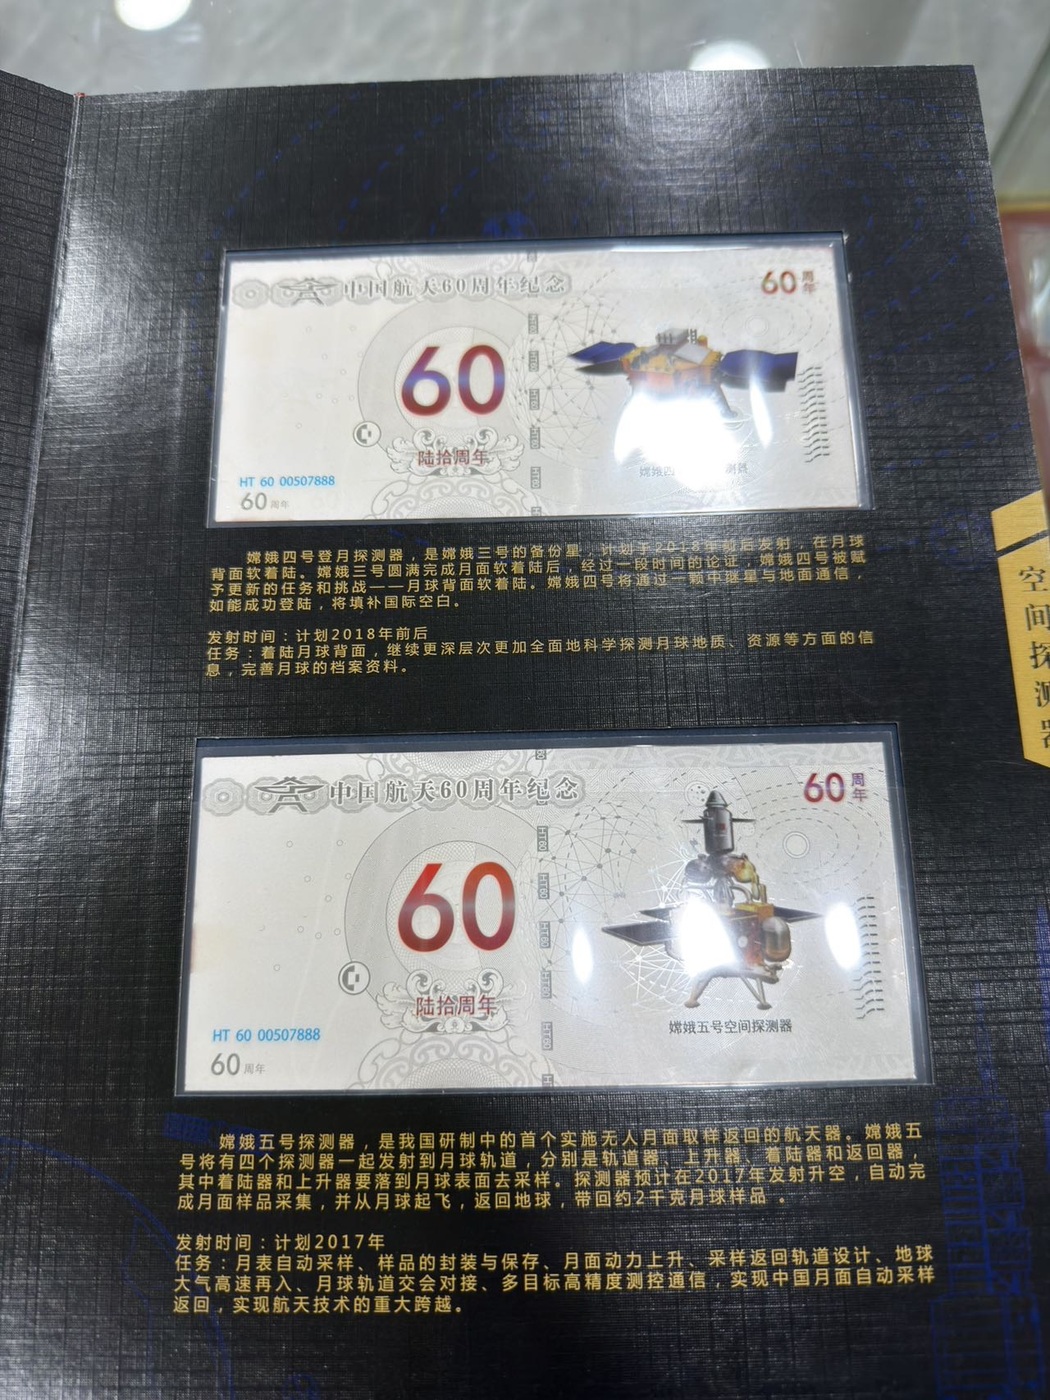 中国航天60周年纪念
60周年
60
陆拾周年
HT 60 00507888
60周年
嫦娥四
嫦娥四号登月探测器，是嫦娥三号的备份星，计划于201
年前后发射，在月球
背面软着陆。嫦娥三号圆满完成月面软着陆后，经过一段时间的论证，嫦娥四号被赋
予更新的任务和挑战——月球背面软着陆，嫦娥四号将通过一颗中继星与地面通信，
如能成功登陆，将填补国际空白。
发射时间：计划2018年前后
任务：着陆月球背面，继续更深层次更加全面地科学探测月球地质、资源等方面的信
息，完善月球的档案资料。
空间探测器
中国航天60周年纪念
60周年
60
陆拾周年
HT 60 00507888
60周年
嫦娥五号空间探测器
嫦娥五号探测器，是我国研制中的首个实施无人月面取样返回的航天器。嫦娥五
号将有四个探测器一起发射到月球轨道，分别是轨道器、上升器、着陆器和返回器，
其中着陆器和上升器要落到月球表面去采样。探测器预计在2017年发射升空，自动完
成月面样品采集，并从月球起飞，返回地球，带回约2千克月球样品。
发射时间：计划2017年
任务：月表自动采样、样品的封装与保存、月面动力上升、采样返回轨道设计、地球
大气高速再入、月球轨道交会对接、多目标高精度测控通信，实现中国月面自动采样
返回，实现航天技术的重大跨越。